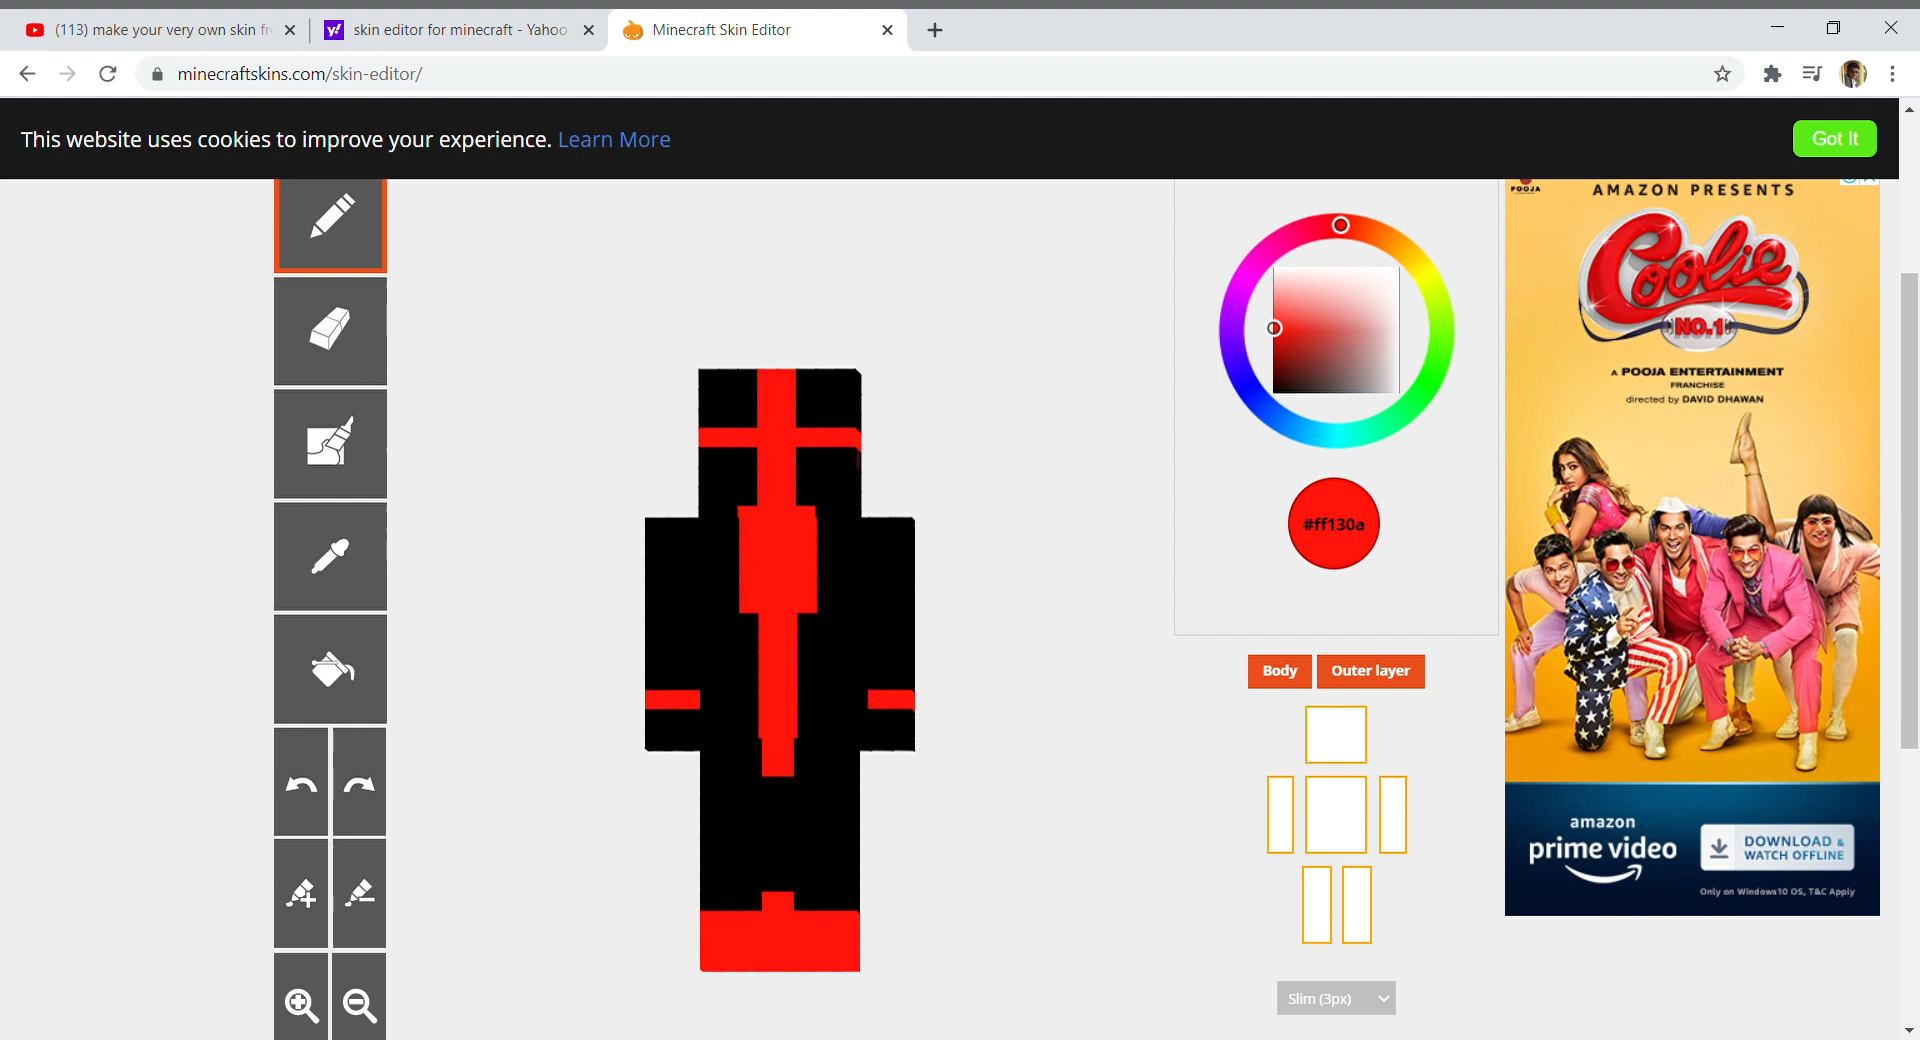 (113) make your very own skin fr
skin editor for minecraft - Yahoo
Minecraft Skin Editor
minecraftskins.com/skin-editor/
This website uses cookies to improve your experience. Learn More
Got It
POOJA
AMAZON PRESENTS
Coolie
NO.1
A POOJA ENTERTAINMENT
FRANCHISE
directed by DAVID DHAWAN
#ff130a
Body
Outer layer
amazon
prime video
DOWNLOAD &
WATCH OFFLINE
Only on Windows10 OS, T&C Apply
Slim (3px)